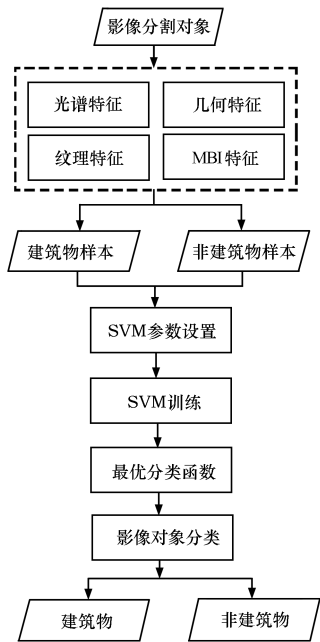 影像分割对象
光谱特征
几何特征
纹理特征
MBI特征
建筑物样本
非建筑物样本
SVM参数设置
SVM训练
最优分类函数
影像对象分类
建筑物
非建筑物